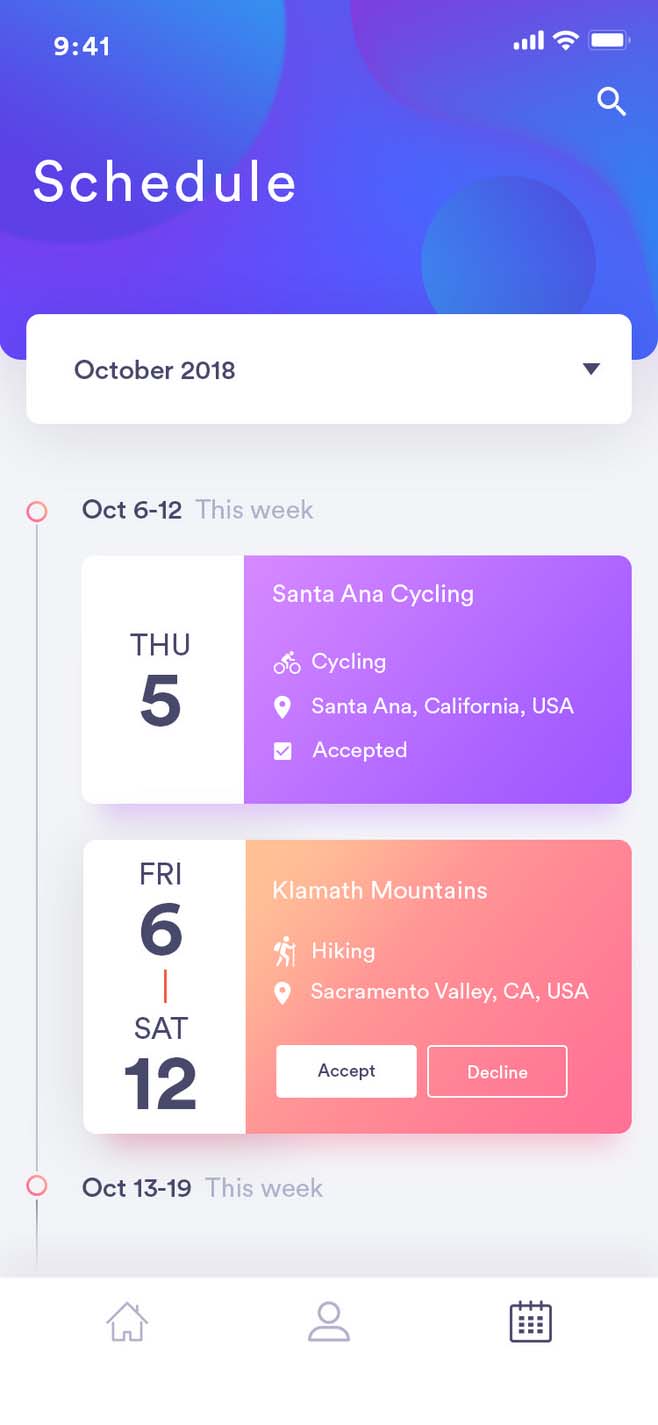 9:41
Schedule
October 2018
Oct 6-12 This week
THU
5
Santa Ana Cycling
Cycling
Santa Ana, California, USA
Accepted
FRI
6
SAT
12
Klamath Mountains
Hiking
Sacramento Valley, CA, USA
Accept Decline
Oct 13-19 This week